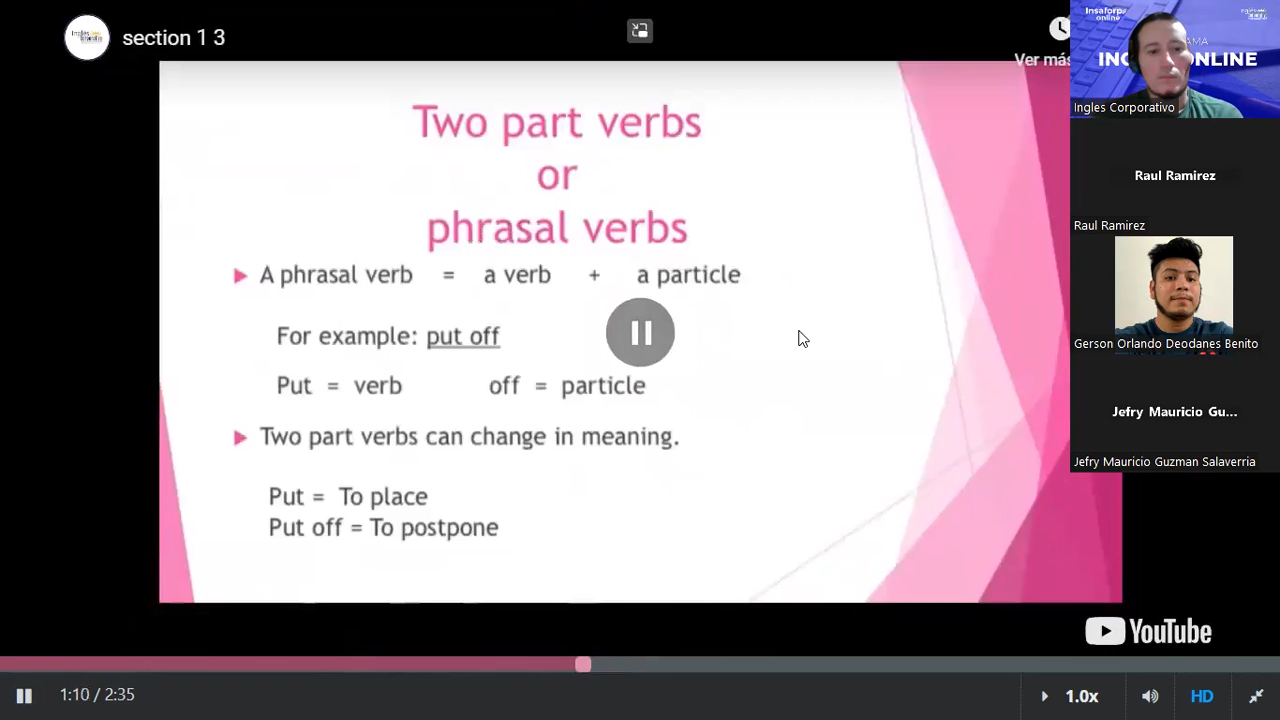 section 1 3
Ver más
Two part verbs
or
phrasal verbs
A phrasal verb = a verb + a particle
For example: put off
Put = verb off = particle
Two part verbs can change in meaning.
Put = To place
Put off = To postpone
YouTube
1:10 / 2:35
1.0x
HD
Insaforp
online
Ingles Corporativo
Raul Ramirez
Raul Ramirez
Gerson Orlando Deodanes Benito
Jefry Mauricio Gu...
Jefry Mauricio Guzman Salaverria